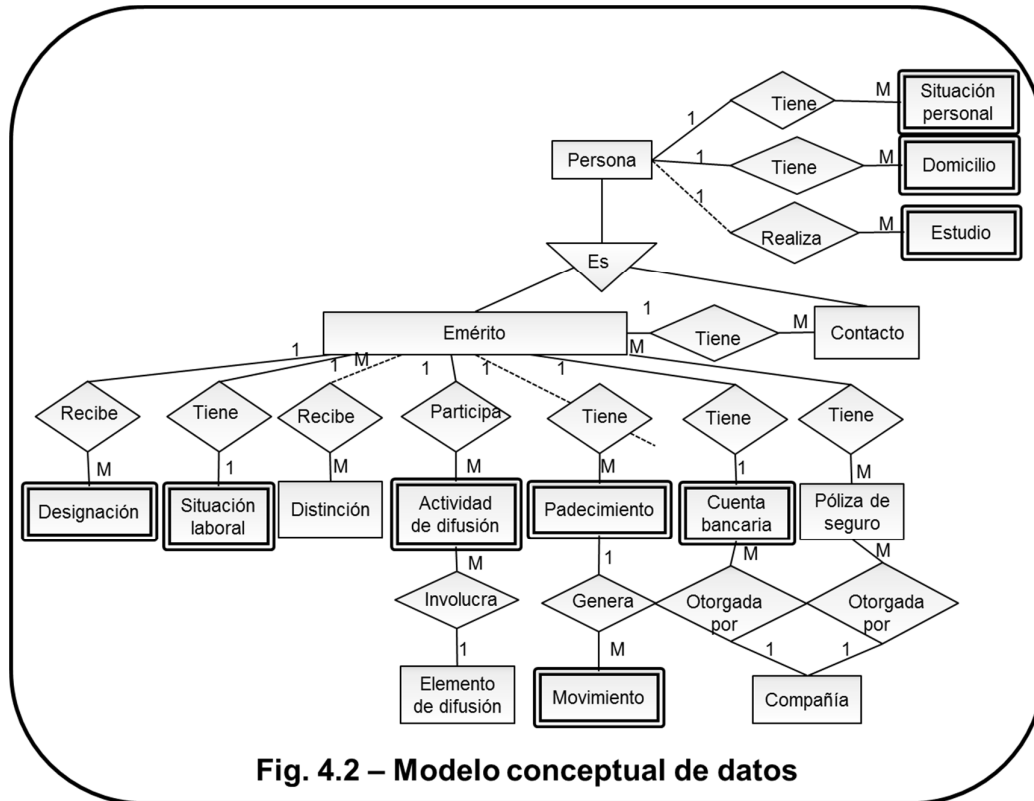 M
Situación
personal
Tiene
1
Persona
1
Tiene
M
Domicilio
1
Realiza
M
Estudio
Es
Emérito
1
Tiene
M
Contacto
1
1
M
1
1
1
M
Recibe
Tiene
Recibe
Participa
Tiene
Tiene
Tiene
M
1
M
M
M
1
M
Designación
Situación
laboral
Distinción
Actividad
de difusión
Padecimiento
Cuenta
bancaria
Póliza de
seguro
M
1
M
M
Involucra
Genera
Otorgada
por
Otorgada
por
1
M
1
1
Elemento
de difusión
Movimiento
Compañía
Fig. 4.2 – Modelo conceptual de datos